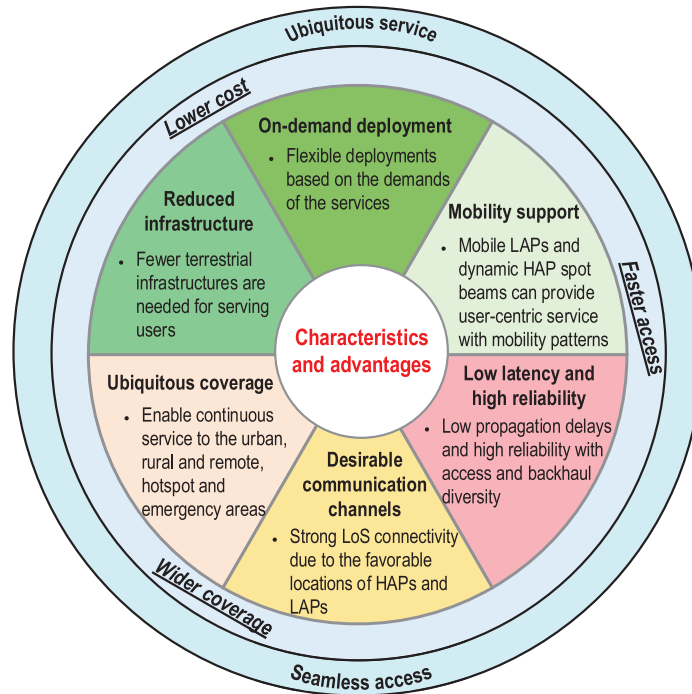 Ubiquitous service
Lower cost
On-demand deployment
• Flexible deployments
based on the demands
of the services
Reduced
infrastructure
• Fewer terrestrial
infrastructures are
needed for serving
users
Mobility support
• Mobile LAPs and
dynamic HAP spot
beams can provide
user-centric service
with mobility patterns
Faster access
Characteristics
and advantages
Ubiquitous coverage
• Enable continuous
service to the urban,
rural and remote,
hotspot and
emergency areas
Low latency and
high reliability
• Low propagation delays
and high reliability with
access and backhaul
diversity
Desirable
communication
channels
• Strong LoS connectivity
due to the favorable
locations of HAPs and
LAPs
Wider coverage
Seamless access